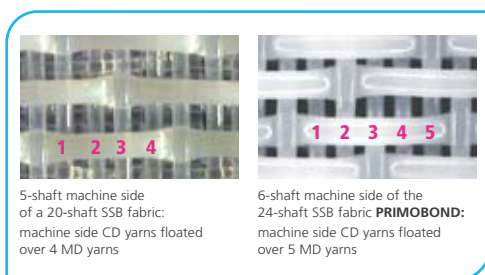 1 2 3 4
1 2 3 4 5
5-shaft machine side
of a 20-shaft SSB fabric:
machine side CD yarns floated
over 4 MD yarns
6-shaft machine side of the
24-shaft SSB fabric PRIMOBOND:
machine side CD yarns floated
over 5 MD yarns